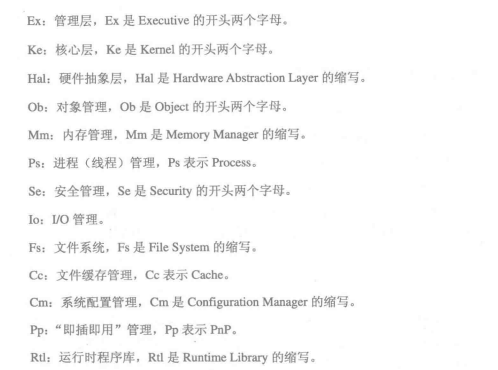 Ex：管理层，Ex 是 Executive 的开头两个字母。
Ke：核心层，Ke 是 Kernel 的开头两个字母。
Hal：硬件抽象层，Hal 是 Hardware Abstraction Layer 的缩写。
Ob：对象管理，Ob 是 Object 的开头两个字母。
Mm：内存管理，Mm 是 Memory Manager 的缩写。
Ps：进程（线程）管理，Ps 表示 Process。
Se：安全管理，Se 是 Security 的开头两个字母。
Io：I/O 管理。
Fs：文件系统，Fs 是 File System 的缩写。
Cc：文件缓存管理，Cc 表示 Cache。
Cm：系统配置管理，Cm 是 Configuration Manager 的缩写。
Pp：“即插即用”管理，Pp 表示 PnP。
Rtl：运行时程序库，Rtl 是 Runtime Library 的缩写。